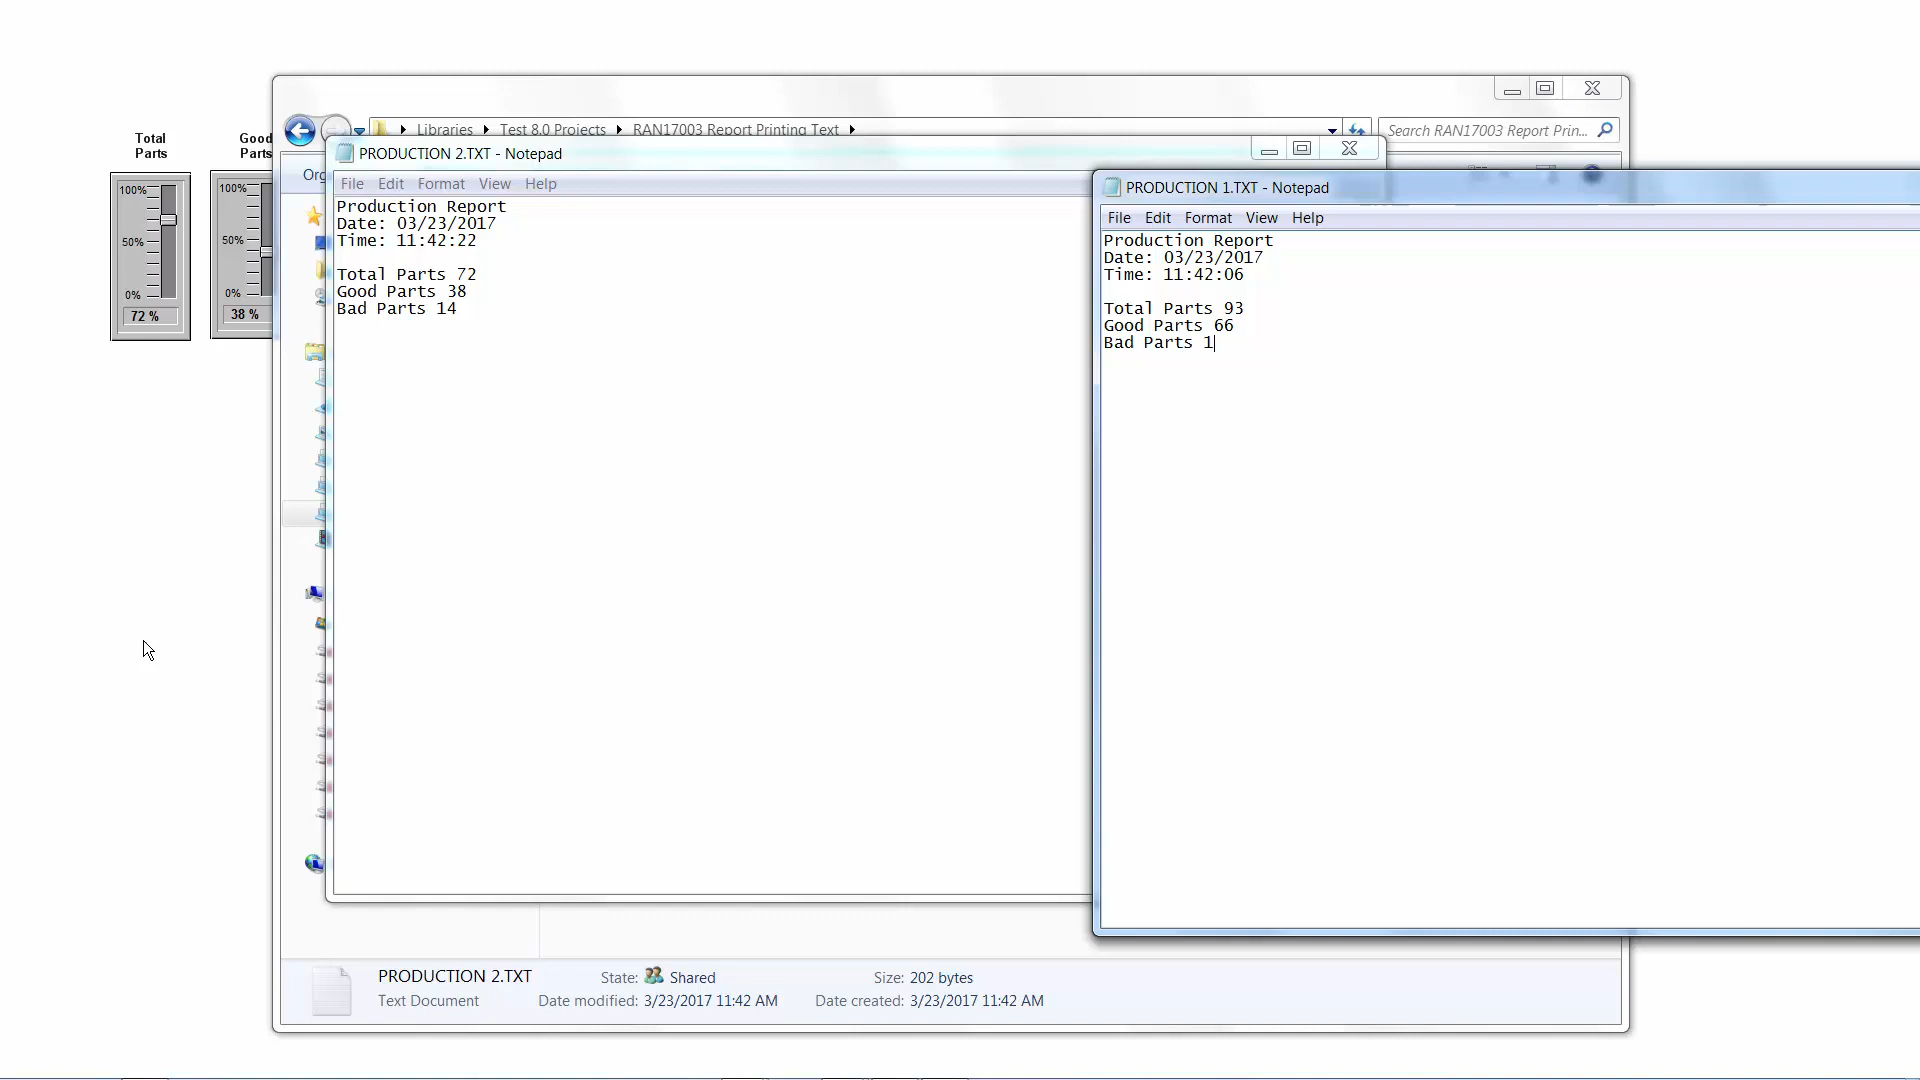 Total
Parts
100%
50%
0%
72 %
Good
Parts
100%
50%
0%
38 %
Libraries
Test 8.0 Projects
RAN17003 Report Printing Text
Search RAN17003 Report Prin...
Org
PRODUCTION 2.TXT - Notepad
File Edit Format View Help
Production Report
Date: 03/23/2017
Time: 11:42:22
Total Parts 72
Good Parts 38
Bad Parts 14
PRODUCTION 1.TXT - Notepad
File Edit Format View Help
Production Report
Date: 03/23/2017
Time: 11:42:06
Total Parts 93
Good Parts 66
Bad Parts 1
PRODUCTION 2.TXT
Text Document
State: Shared
Date modified: 3/23/2017 11:42 AM
Size: 202 bytes
Date created: 3/23/2017 11:42 AM